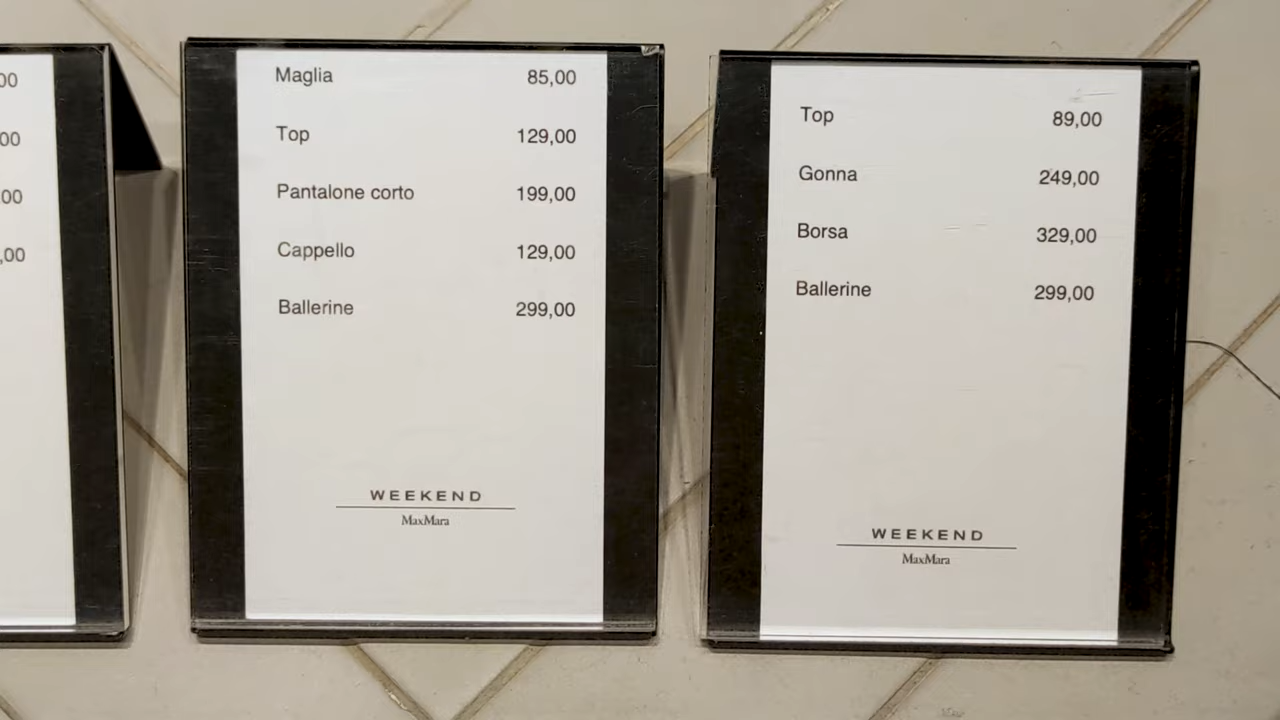 Maglia 85,00
Top 129,00
Pantalone corto 199,00
Cappello 129,00
Ballerine 299,00
WEEKEND
MaxMara
Top 89,00
Gonna 249,00
Borsa 329,00
Ballerine 299,00
WEEKEND
MaxMara